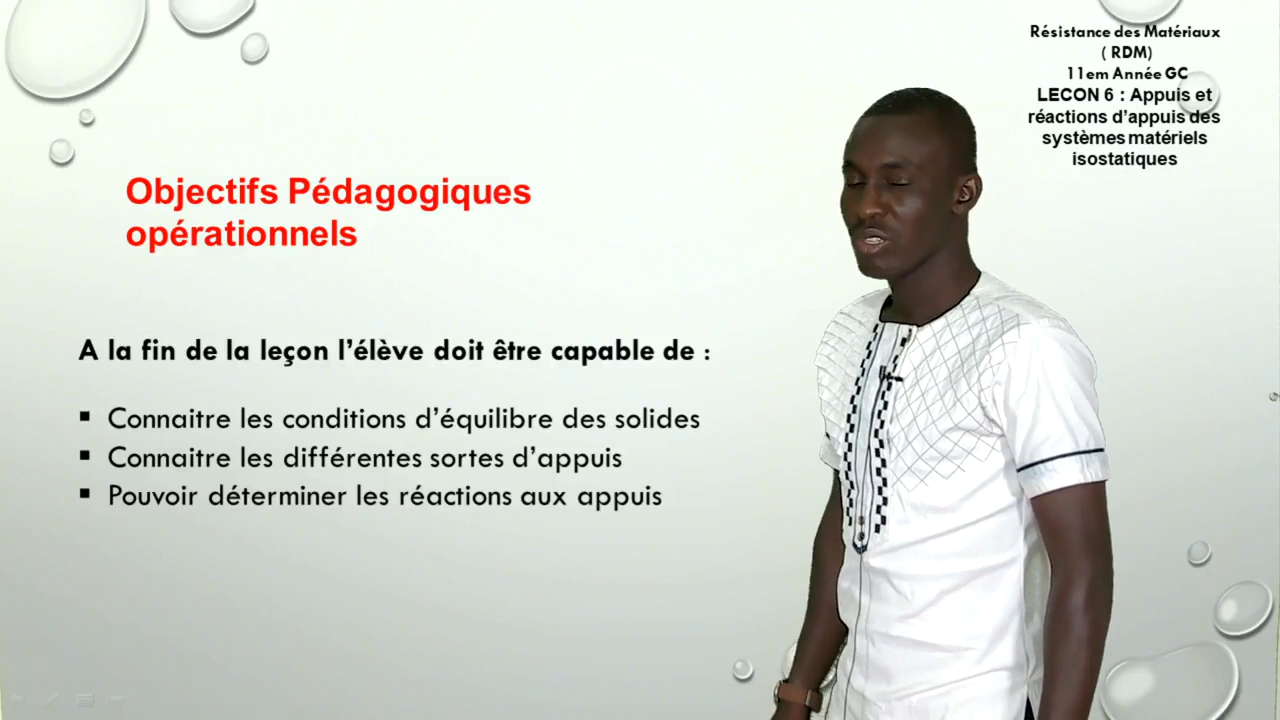 Résistance des Matériaux
( RDM)
11em Année GC
LECON 6 : Appuis et
réactions d'appuis des
systèmes matériels
isostatiques
Objectifs Pédagogiques
opérationnels
A la fin de la leçon l'élève doit être capable de :
▪ Connaitre les conditions d'équilibre des solides
▪ Connaitre les différentes sortes d'appuis
▪ Pouvoir déterminer les réactions aux appuis